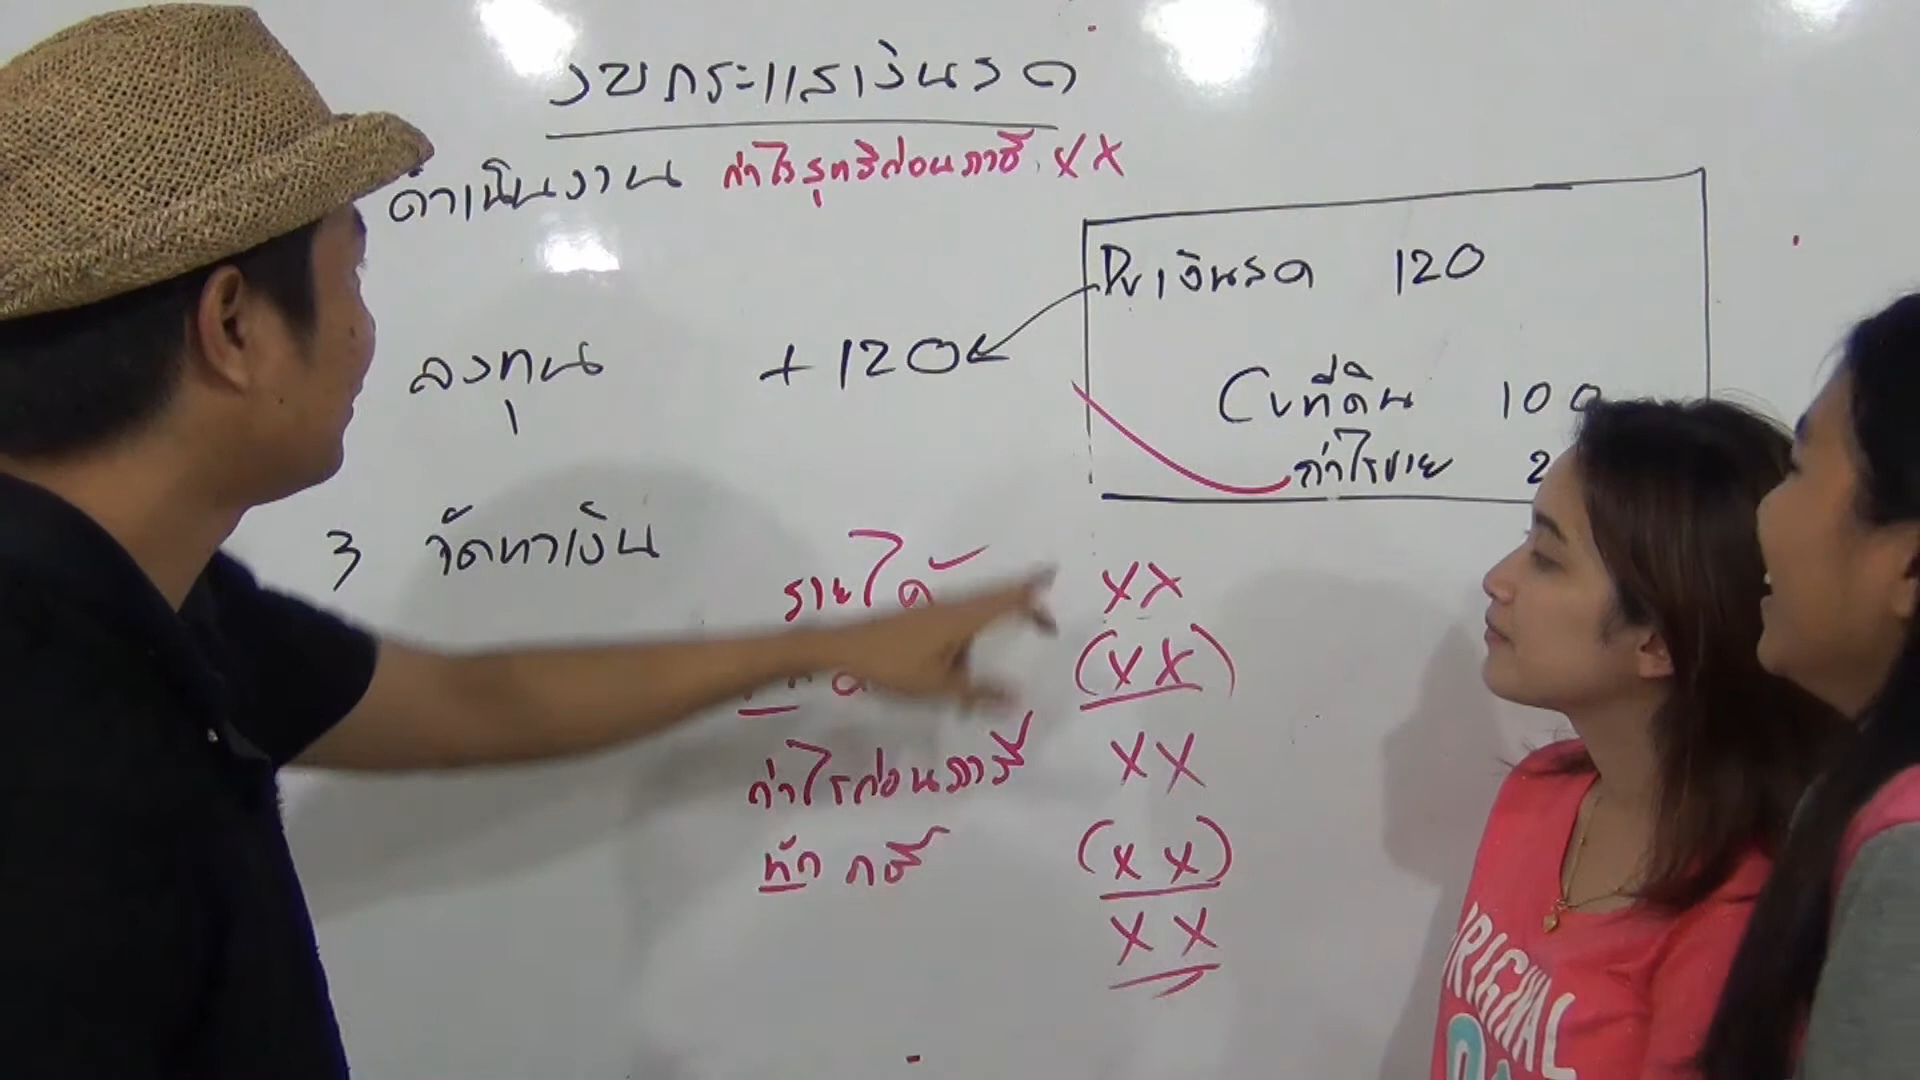 งบกระแสเงินสด
ดำเนินงาน กำไรสุทธิก่อนภาษี XX
Dr เงินสด 120
ลงทุน +120
Cr ที่ดิน 100
กำไรขาย 2
3 จัดหาเงิน
รายได้ XX
(XX)
กำไรก่อนภาษี XX
หัก ภษี (XX)
XX
ORIGINAL